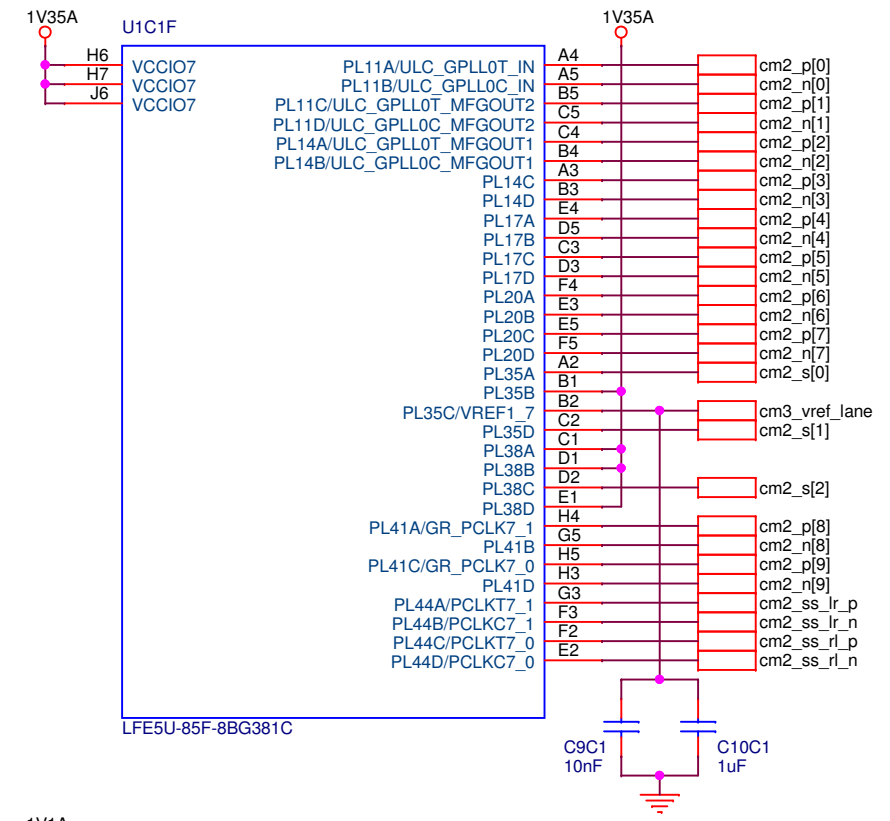 1V35A
U1C1F
1V35A
H6 VCCIO7 PL11A/ULC_GPLL0T_IN A4 cm2_p[0]
H7 VCCIO7 PL11B/ULC_GPLL0C_IN A5 cm2_n[0]
J6 VCCIO7 PL11C/ULC_GPLL0T_MFGOUT2 B5 cm2_p[1]
PL11D/ULC_GPLL0C_MFGOUT2 C5 cm2_n[1]
PL14A/ULC_GPLL0T_MFGOUT1 C4 cm2_p[2]
PL14B/ULC_GPLL0C_MFGOUT1 B4 cm2_n[2]
PL14C A3 cm2_p[3]
PL14D B3 cm2_n[3]
PL17A E4 cm2_p[4]
PL17B D5 cm2_n[4]
PL17C C3 cm2_p[5]
PL17D D3 cm2_n[5]
PL20A F4 cm2_p[6]
PL20B E3 cm2_n[6]
PL20C E5 cm2_p[7]
PL20D F5 cm2_n[7]
PL35A A2 cm2_s[0]
PL35B B1
PL35C/VREF1_7 B2 cm3_vref_lane
PL35D C2 cm2_s[1]
PL38A C1
PL38B D1
PL38C D2 cm2_s[2]
PL38D E1
PL41A/GR_PCLK7_1 H4 cm2_p[8]
PL41B G5 cm2_n[8]
PL41C/GR_PCLK7_0 H5 cm2_p[9]
PL41D H3 cm2_n[9]
PL44A/PCLKT7_1 G3 cm2_ss_lr_p
PL44B/PCLKC7_1 F3 cm2_ss_lr_n
PL44C/PCLKT7_0 F2 cm2_ss_rl_p
PL44D/PCLKC7_0 E2 cm2_ss_rl_n
LFE5U-85F-8BG381C
C9C1
10nF
C10C1
1uF
1V1A